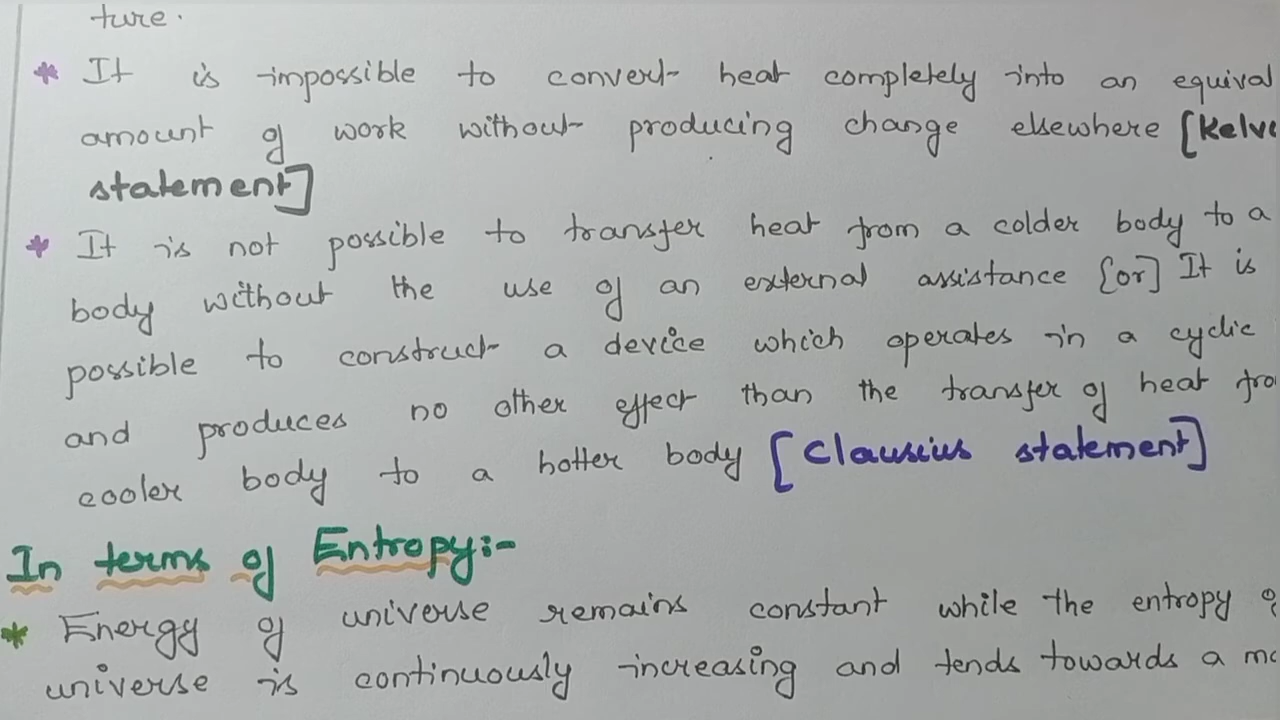 ture.
* It is impossible to convert heat completely into an equival
amount of work without producing change elsewhere [Kelv
statement]
* It is not possible to transfer heat from a colder body to a
body without the use of an external assistance [or] It is
possible to construct a device which operates in a cyclic
and produces no other effect than the transfer of heat fro
cooler body to a hotter body [Clausius statement]
In terms of Entropy:-
* Energy of universe remains constant while the entropy of
universe is continuously increasing and tends towards a ma